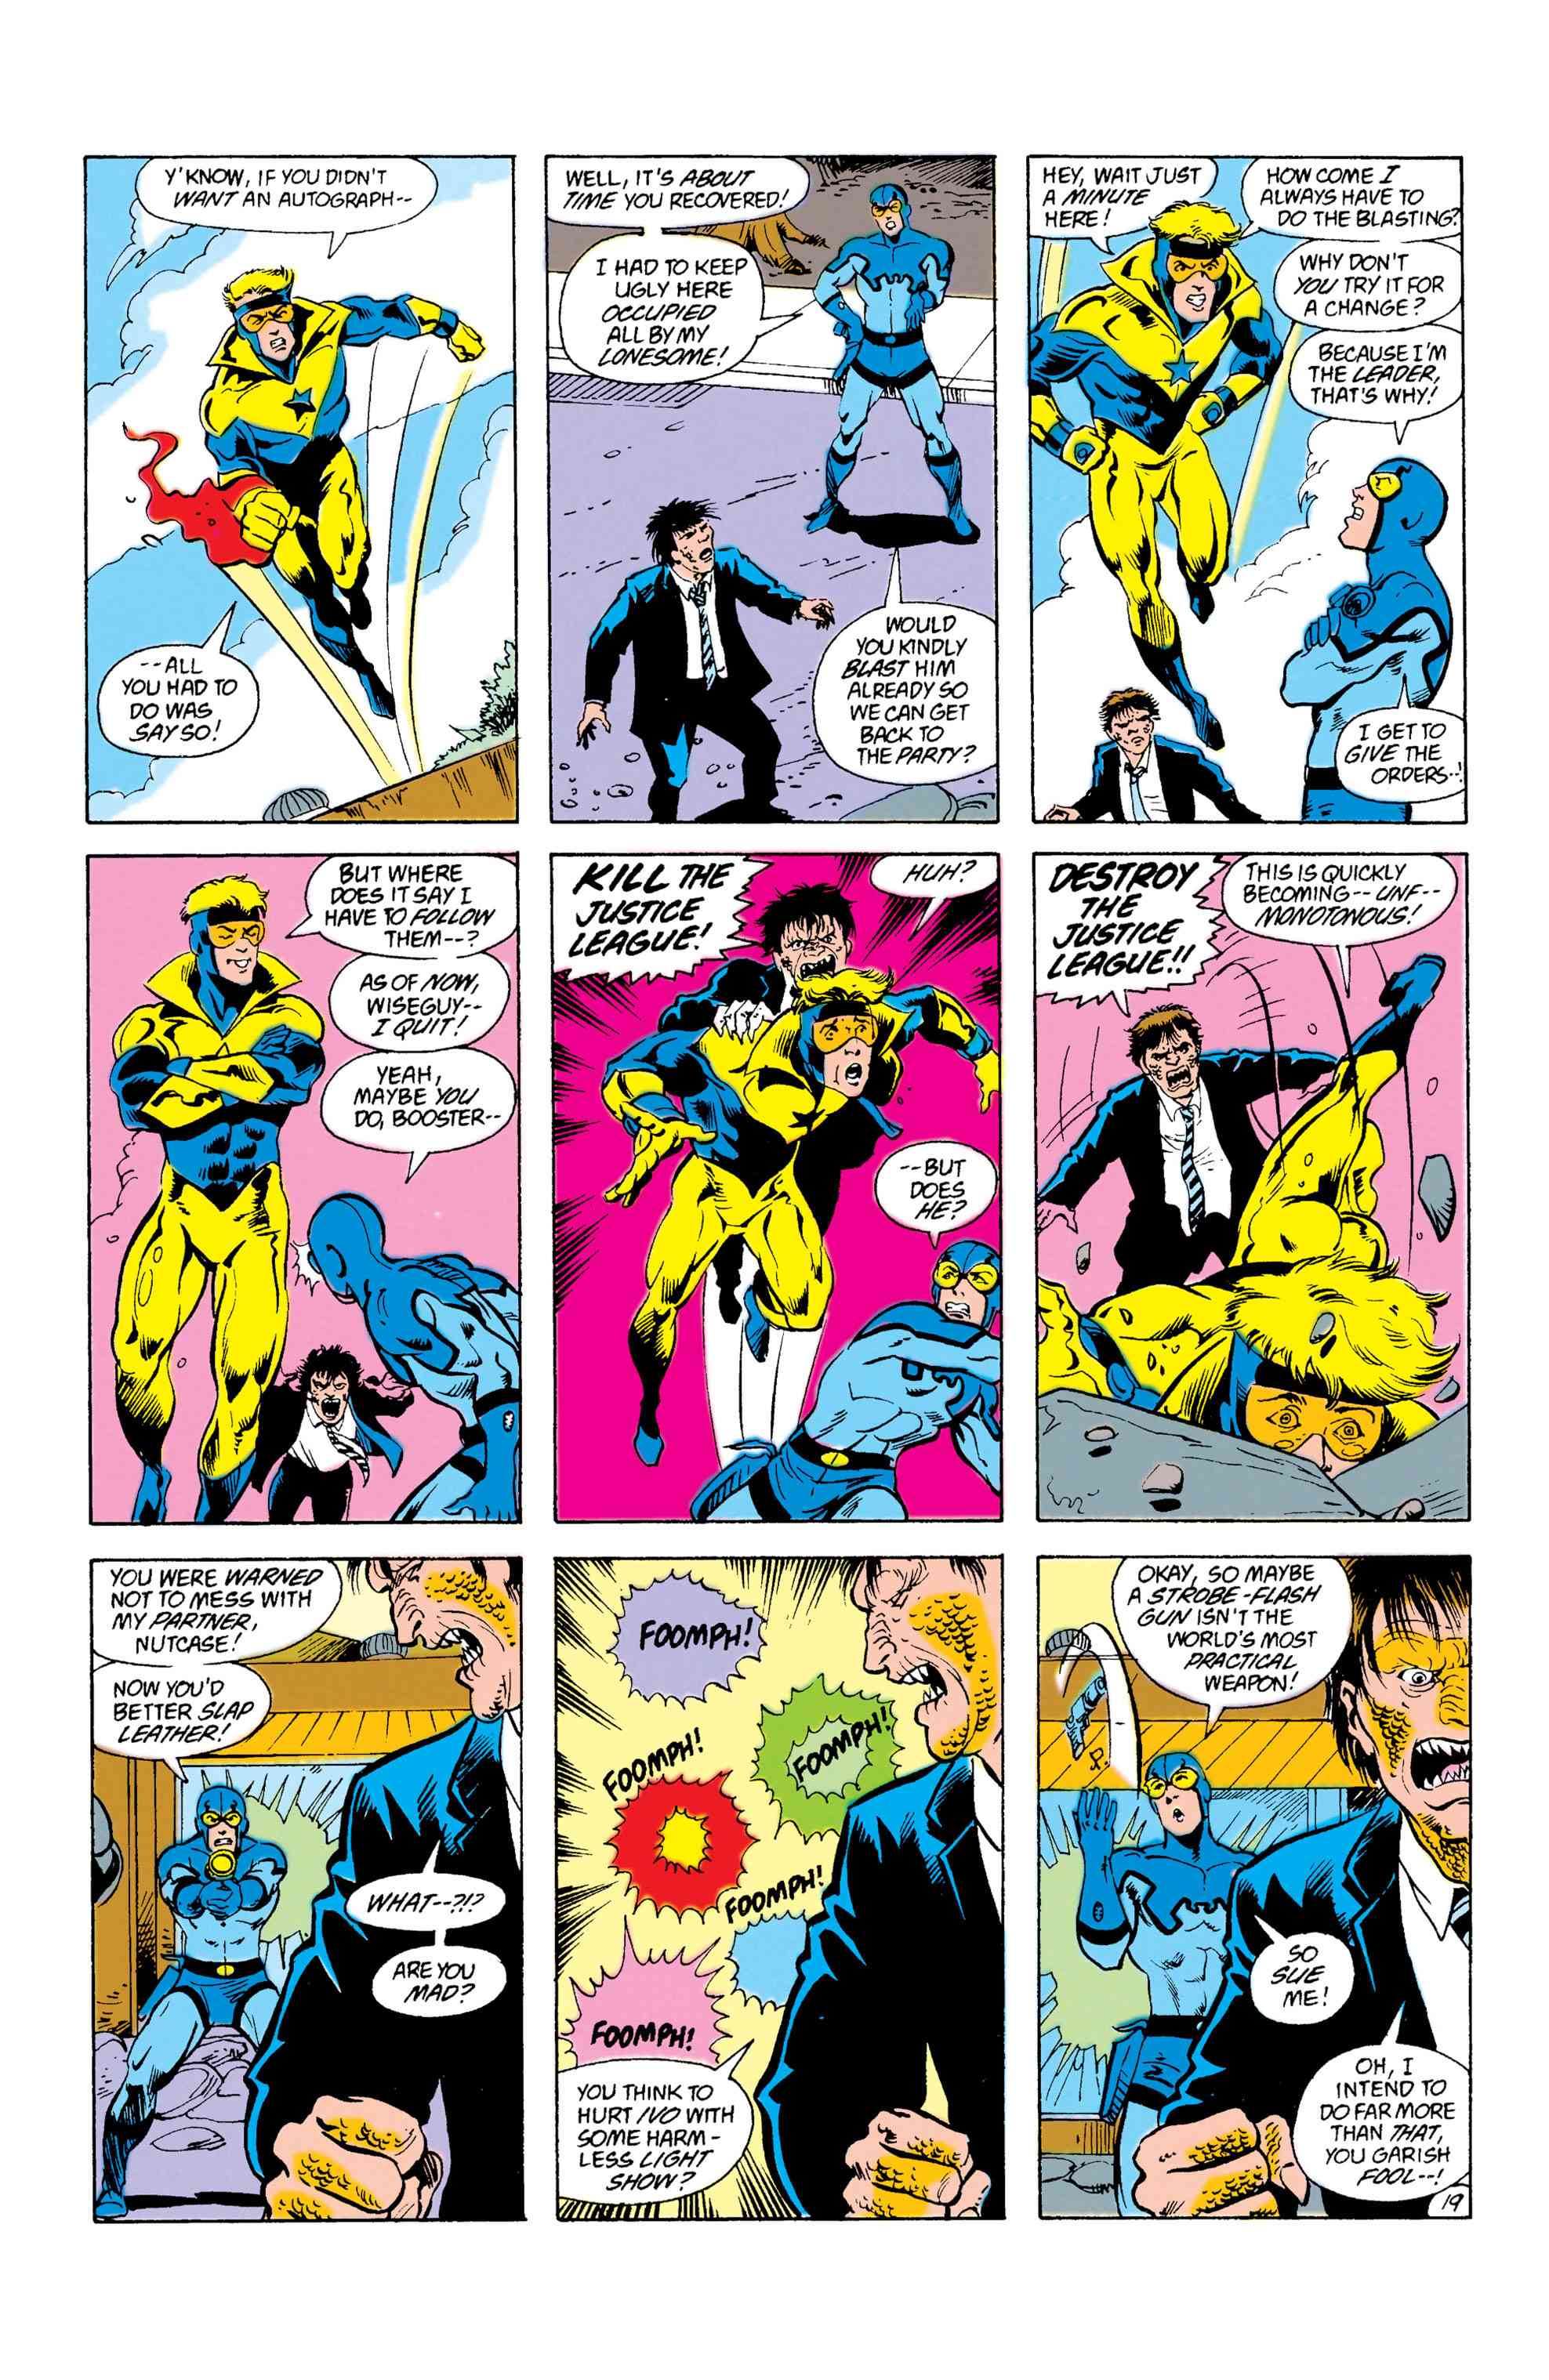 Y'KNOW, IF YOU DIDN'T
WANT AN AUTOGRAPH--
--ALL
YOU HAD TO
DO WAS
SAY SO!
WELL, IT'S ABOUT
TIME YOU RECOVERED!
I HAD TO KEEP
UGLY HERE
OCCUPIED
ALL BY MY
LONESOME!
WOULD
YOU KINDLY
BLAST HIM
ALREADY SO
WE CAN GET
BACK TO
THE PARTY?
HEY, WAIT JUST
A MINUTE
HERE!
HOW COME I
ALWAYS HAVE TO
DO THE BLASTING?
WHY DON'T
YOU TRY IT FOR
A CHANGE?
BECAUSE I'M
THE LEADER,
THAT'S WHY!
I GET TO
GIVE THE
ORDERS--!
BUT WHERE
DOES IT SAY I
HAVE TO FOLLOW
THEM--?
AS OF NOW,
WISEGUY--
I QUIT!
YEAH,
MAYBE YOU
DO, BOOSTER--
KILL THE
JUSTICE
LEAGUE!
HUH?
--BUT
DOES
HE?
DESTROY
THE
JUSTICE
LEAGUE!!
THIS IS QUICKLY
BECOMING--UNF--
MONOTONOUS!
YOU WERE WARNED
NOT TO MESS WITH
MY PARTNER,
NUTCASE!
NOW YOU'D
BETTER SLAP
LEATHER!
WHAT--?!?
ARE YOU
MAD?
FOOMPH!
FOOMPH!
FOOMPH!
FOOMPH!
FOOMPH!
YOU THINK TO
HURT IVO WITH
SOME HARM-
LESS LIGHT
SHOW?
OKAY, SO MAYBE
A STROBE-FLASH
GUN ISN'T THE
WORLD'S MOST
PRACTICAL
WEAPON!
SO
SUE
ME!
OH, I
INTEND TO
DO FAR MORE
THAN THAT,
YOU GARISH
FOOL--!
19